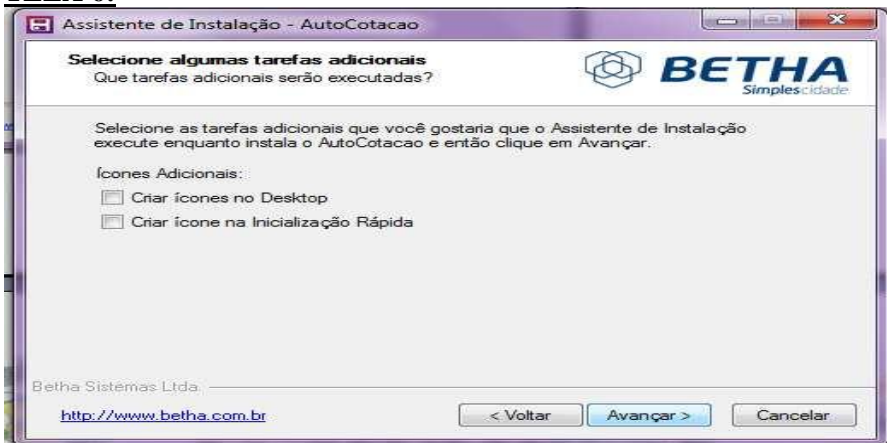 Assistente de Instalação - AutoCotacao
Selecione algumas tarefas adicionais
Que tarefas adicionais serão executadas?
BETHA
Simplescidade
Selecione as tarefas adicionais que você gostaria que o Assistente de Instalação
execute enquanto instala o AutoCotacao e então clique em Avançar.
Ícones Adicionais:
Criar ícones no Desktop
Criar ícone na Inicialização Rápida
Betha Sistemas Ltda.
http://www.betha.com.br
< Voltar
Avançar >
Cancelar